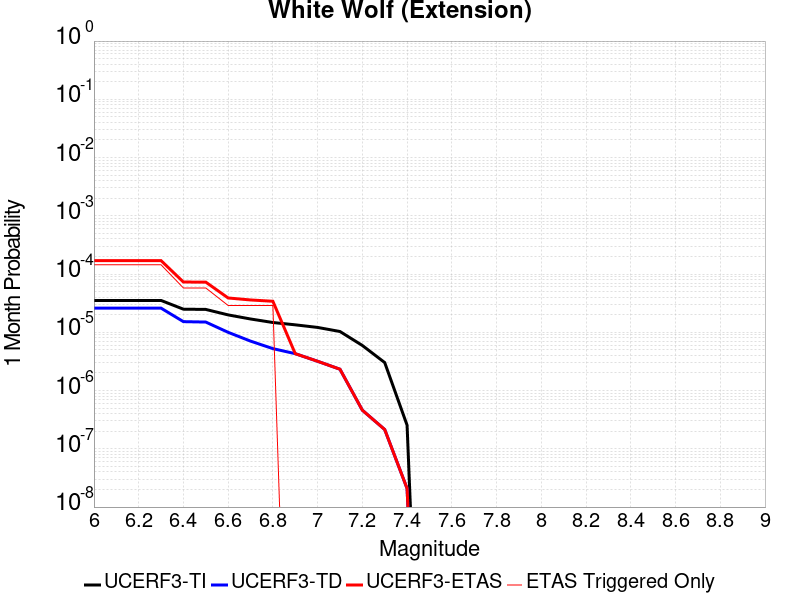 White Wolf (Extension)
1 Month Probability
10^0
10^-1
10^-2
10^-3
10^-4
10^-5
10^-6
10^-7
10^-8
6 6.2 6.4 6.6 6.8 7 7.2 7.4 7.6 7.8 8 8.2 8.4 8.6 8.8 9
Magnitude
UCERF3-TI UCERF3-TD UCERF3-ETAS ETAS Triggered Only